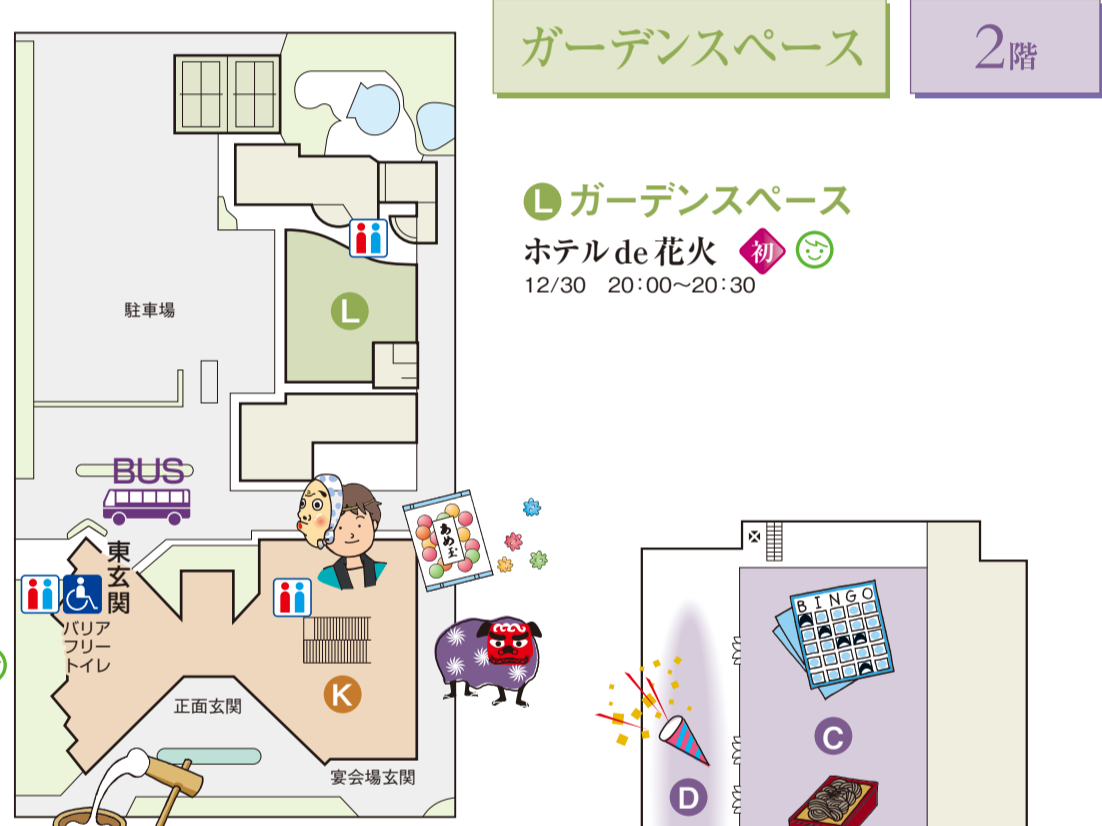 ガーデンスペース
2階
L ガーデンスペース
ホテル de 花火 初
12/30 20:00〜20:30
L
駐車場
BUS
東玄関
バリア
フリー
トイレ
あめ玉
K
正面玄関
宴会場玄関
BINGO
C
D